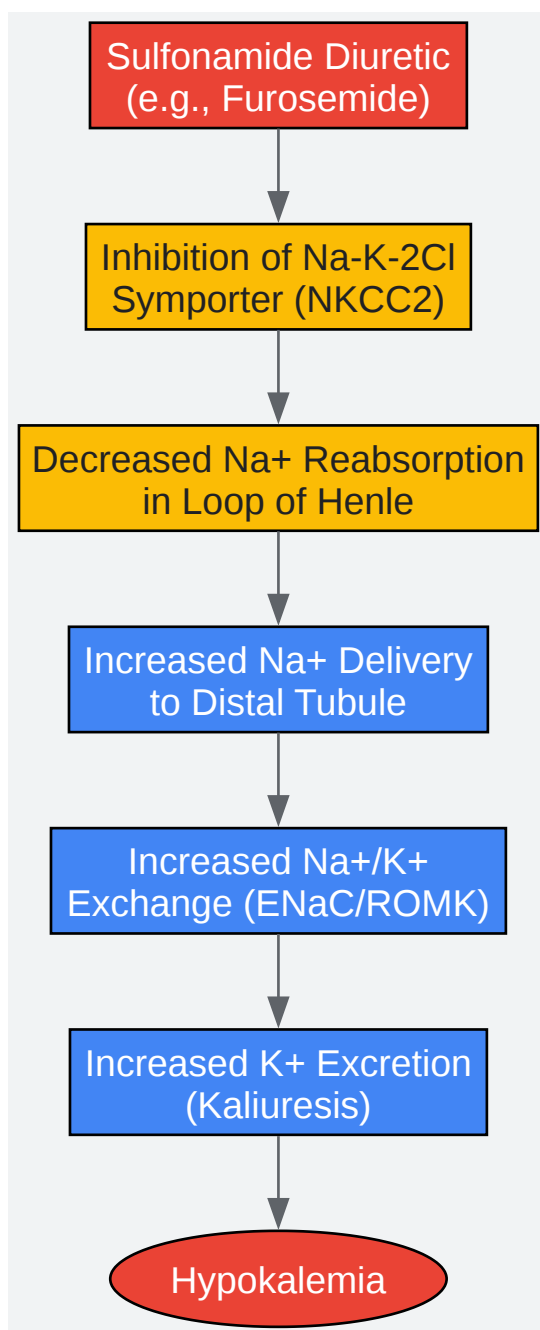 Sulfonamide Diuretic
(e.g., Furosemide)
Inhibition of Na-K-2Cl
Symporter (NKCC2)
Decreased Na+ Reabsorption
in Loop of Henle
Increased Na+ Delivery
to Distal Tubule
Increased Na+/K+
Exchange (ENaC/ROMK)
Increased K+ Excretion
(Kaliuresis)
Hypokalemia